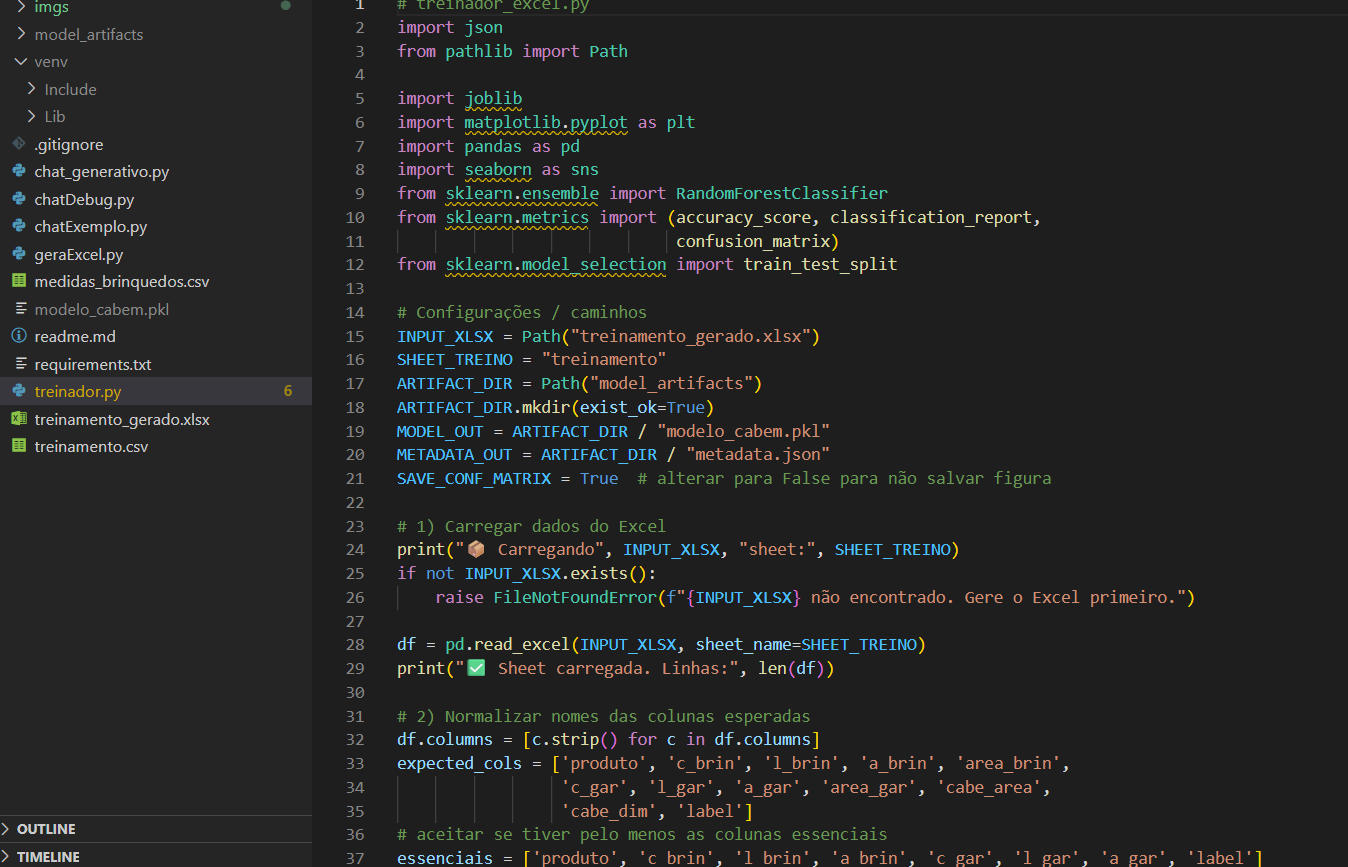 imgs
model_artifacts
venv
Include
Lib
.gitignore
chat_generativo.py
chatDebug.py
chatExemplo.py
geraExcel.py
medidas_brinquedos.csv
modelo_cabem.pkl
readme.md
requirements.txt
treinador.py 6
treinamento_gerado.xlsx
treinamento.csv
OUTLINE
TIMELINE
1 # treinador_excel.py
2 import json
3 from pathlib import Path
4
5 import joblib
6 import matplotlib.pyplot as plt
7 import pandas as pd
8 import seaborn as sns
9 from sklearn.ensemble import RandomForestClassifier
10 from sklearn.metrics import (accuracy_score, classification_report,
11                              confusion_matrix)
12 from sklearn.model_selection import train_test_split
13
14 # Configurações / caminhos
15 INPUT_XLSX = Path("treinamento_gerado.xlsx")
16 SHEET_TREINO = "treinamento"
17 ARTIFACT_DIR = Path("model_artifacts")
18 ARTIFACT_DIR.mkdir(exist_ok=True)
19 MODEL_OUT = ARTIFACT_DIR / "modelo_cabem.pkl"
20 METADATA_OUT = ARTIFACT_DIR / "metadata.json"
21 SAVE_CONF_MATRIX = True  # alterar para False para não salvar figura
22
23 # 1) Carregar dados do Excel
24 print("📦 Carregando", INPUT_XLSX, "sheet:", SHEET_TREINO)
25 if not INPUT_XLSX.exists():
26     raise FileNotFoundError(f"{INPUT_XLSX} não encontrado. Gere o Excel primeiro.")
27
28 df = pd.read_excel(INPUT_XLSX, sheet_name=SHEET_TREINO)
29 print("✅ Sheet carregada. Linhas:", len(df))
30
31 # 2) Normalizar nomes das colunas esperadas
32 df.columns = [c.strip() for c in df.columns]
33 expected_cols = ['produto', 'c_brin', 'l_brin', 'a_brin', 'area_brin',
34                  'c_gar', 'l_gar', 'a_gar', 'area_gar', 'cabe_area',
35                  'cabe_dim', 'label']
36 # aceitar se tiver pelo menos as colunas essenciais
37 essenciais = ['produto', 'c_brin', 'l_brin', 'a_brin', 'c_gar', 'l_gar', 'a_gar', 'label']